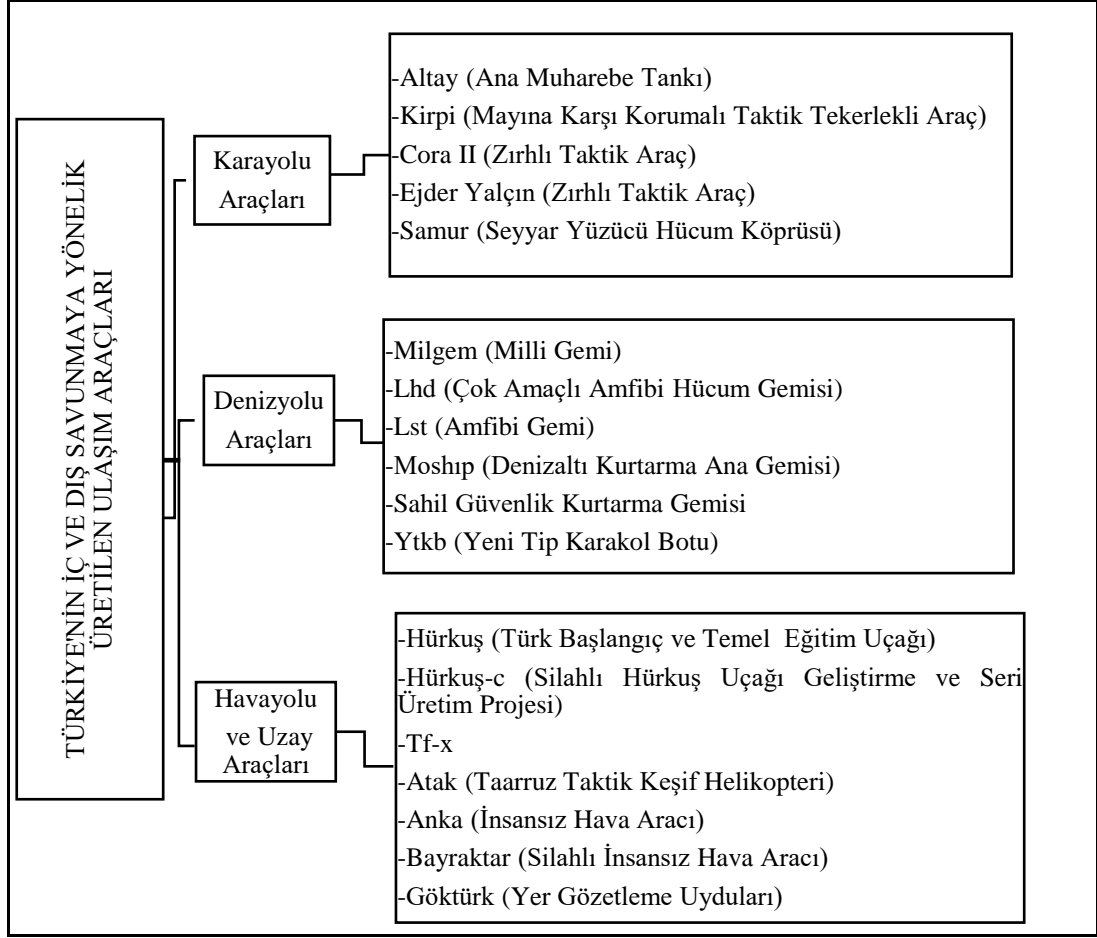 TÜRKİYE'NİN İÇ VE DIŞ SAVUNMAYA YÖNELİK
ÜRETİLEN ULAŞIM ARAÇLARI
Karayolu
Araçları
-Altay (Ana Muharebe Tankı)
-Kirpi (Mayına Karşı Korumalı Taktik Tekerlekli Araç)
-Cora II (Zırhlı Taktik Araç)
-Ejder Yalçın (Zırhlı Taktik Araç)
-Samur (Seyyar Yüzücü Hücum Köprüsü)
Denizyolu
Araçları
-Milgem (Milli Gemi)
-Lhd (Çok Amaçlı Amfibi Hücum Gemisi)
-Lst (Amfibi Gemi)
-Moshıp (Denizaltı Kurtarma Ana Gemisi)
-Sahil Güvenlik Kurtarma Gemisi
-Ytkb (Yeni Tip Karakol Botu)
Havayolu
ve Uzay
Araçları
-Hürkuş (Türk Başlangıç ve Temel Eğitim Uçağı)
-Hürkuş-c (Silahlı Hürkuş Uçağı Geliştirme ve Seri
Üretim Projesi)
-Tf-x
-Atak (Taarruz Taktik Keşif Helikopteri)
-Anka (İnsansız Hava Aracı)
-Bayraktar (Silahlı İnsansız Hava Aracı)
-Göktürk (Yer Gözetleme Uyduları)